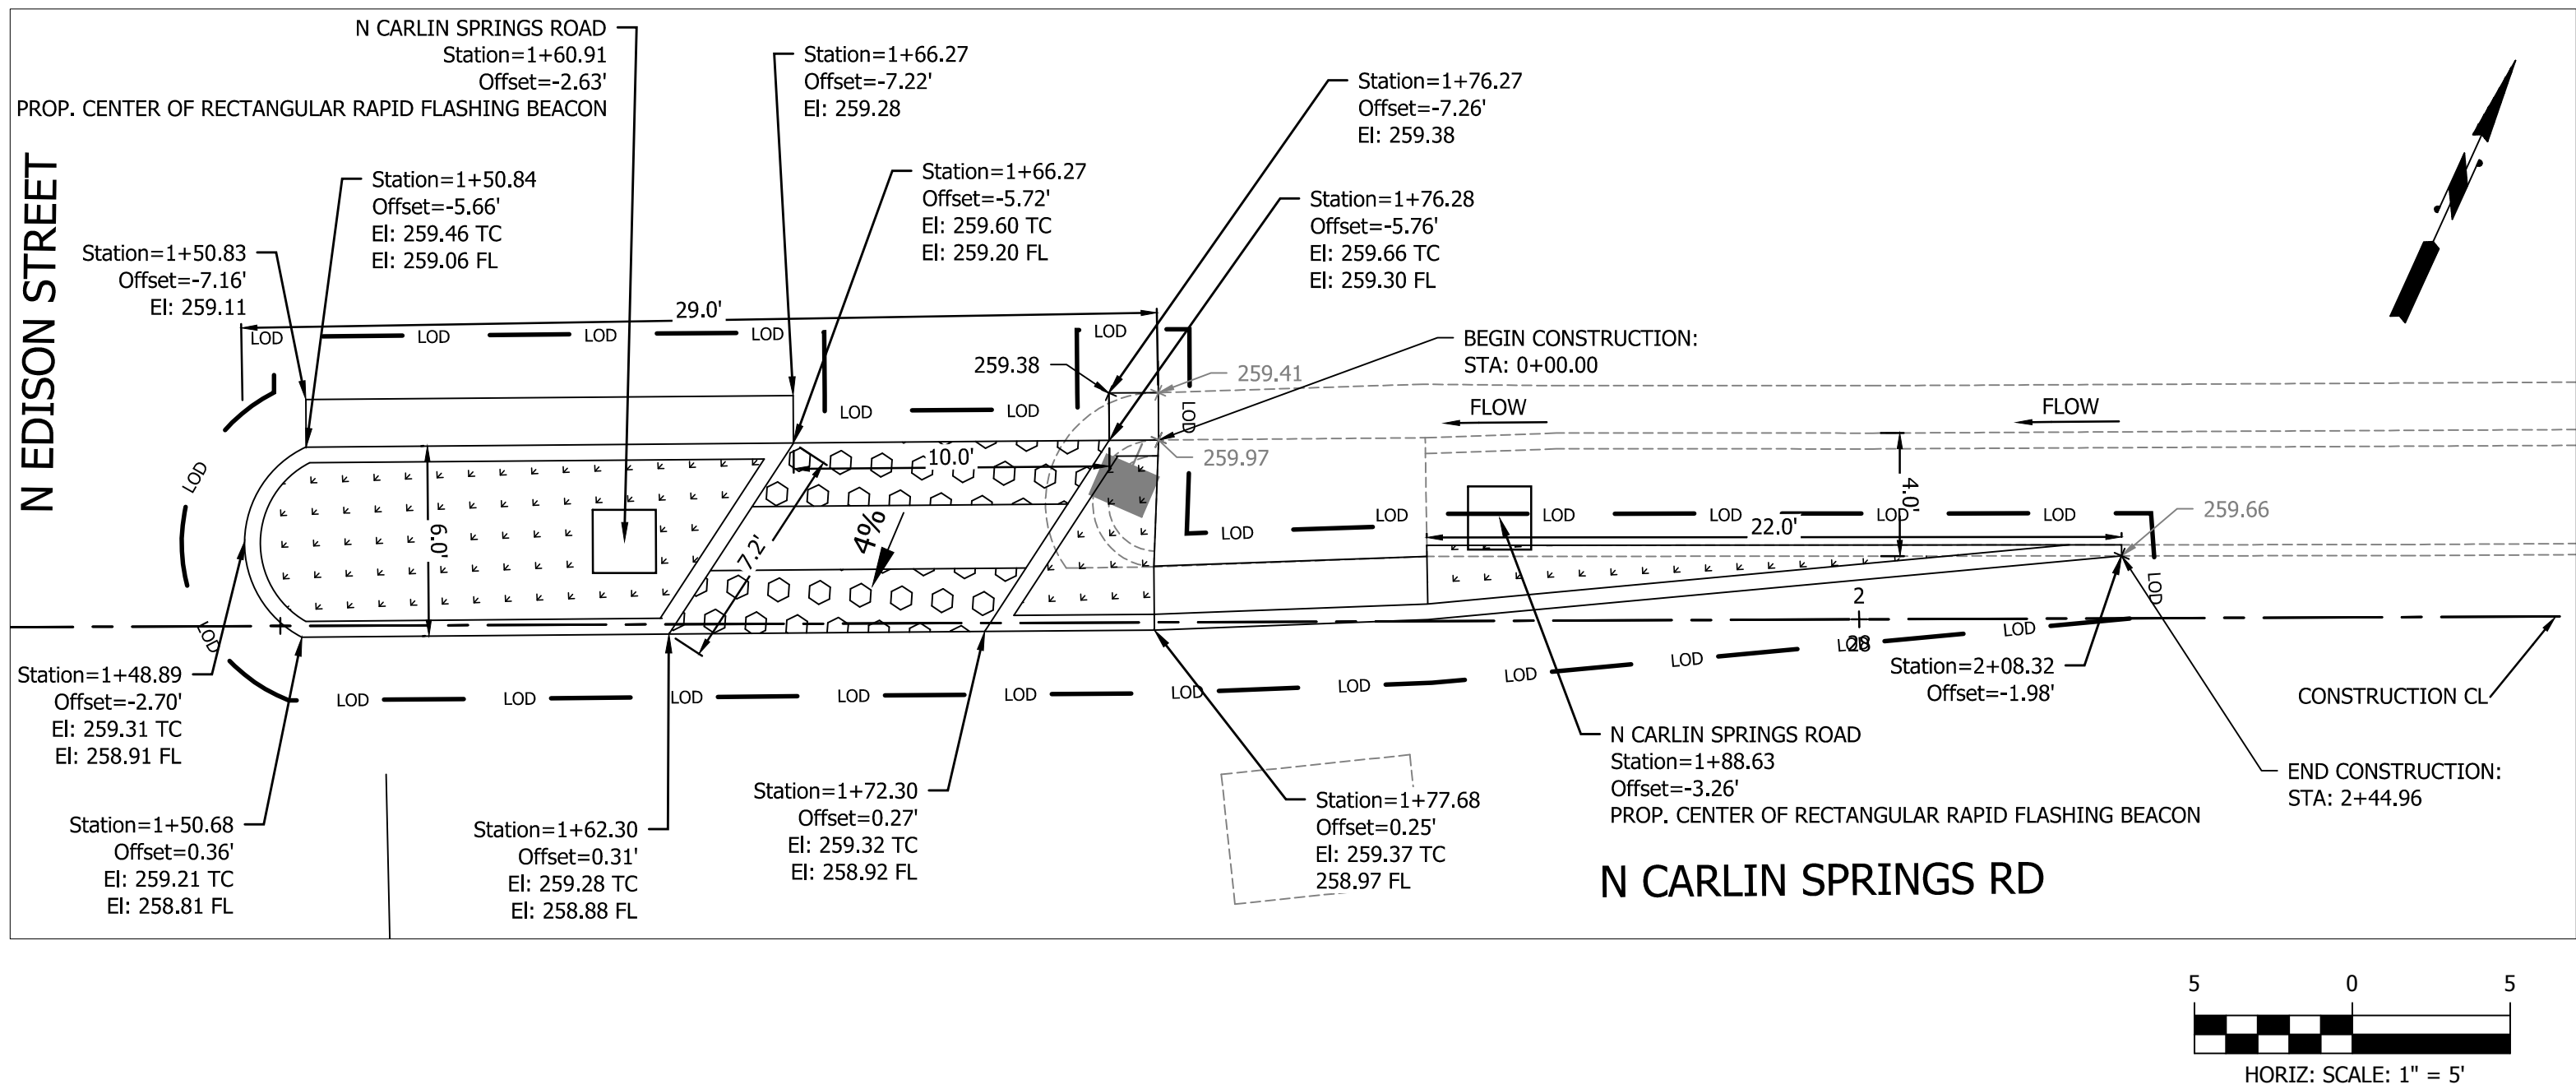 N CARLIN SPRINGS ROAD
Station=1+60.91
Offset=-2.63'
PROP. CENTER OF RECTANGULAR RAPID FLASHING BEACON
Station=1+66.27
Offset=-7.22'
El: 259.28
Station=1+76.27
Offset=-7.26'
El: 259.38
N EDISON STREET
Station=1+50.84
Offset=-5.66'
El: 259.46 TC
El: 259.06 FL
Station=1+66.27
Offset=-5.72'
El: 259.60 TC
El: 259.20 FL
Station=1+76.28
Offset=-5.76'
El: 259.66 TC
El: 259.30 FL
Station=1+50.83
Offset=-7.16'
El: 259.11
29.0'
LOD
LOD
LOD
LOD
LOD
BEGIN CONSTRUCTION:
STA: 0+00.00
259.38
259.41
LOD
LOD
LOD
FLOW
FLOW
259.97
10.0'
LOD
6.0'
7.2'
4%
4.0'
LOD
LOD
LOD
LOD
LOD
LOD
22.0'
259.66
LOD
LOD
2
28
LOD
LOD
LOD
LOD
LOD
LOD
LOD
LOD
LOD
LOD
LOD
LOD
Station=1+48.89
Offset=-2.70'
El: 259.31 TC
El: 258.91 FL
Station=2+08.32
Offset=-1.98'
CONSTRUCTION CL
N CARLIN SPRINGS ROAD
Station=1+88.63
Offset=-3.26'
PROP. CENTER OF RECTANGULAR RAPID FLASHING BEACON
END CONSTRUCTION:
STA: 2+44.96
Station=1+50.68
Offset=0.36'
El: 259.21 TC
El: 258.81 FL
Station=1+62.30
Offset=0.31'
El: 259.28 TC
El: 258.88 FL
Station=1+72.30
Offset=0.27'
El: 259.32 TC
El: 258.92 FL
Station=1+77.68
Offset=0.25'
El: 259.37 TC
258.97 FL
N CARLIN SPRINGS RD
5 0 5
HORIZ: SCALE: 1" = 5'